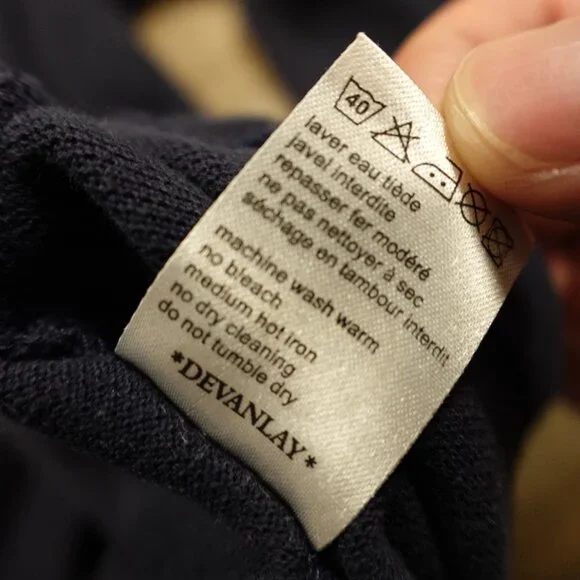 40
laver eau tiède
javel interdite
repasser fer modéré
ne pas nettoyer à sec
séchage en tambour interdit
machine wash warm
no bleach
medium hot iron
no dry cleaning
do not tumble dry
*DEVANLAY*